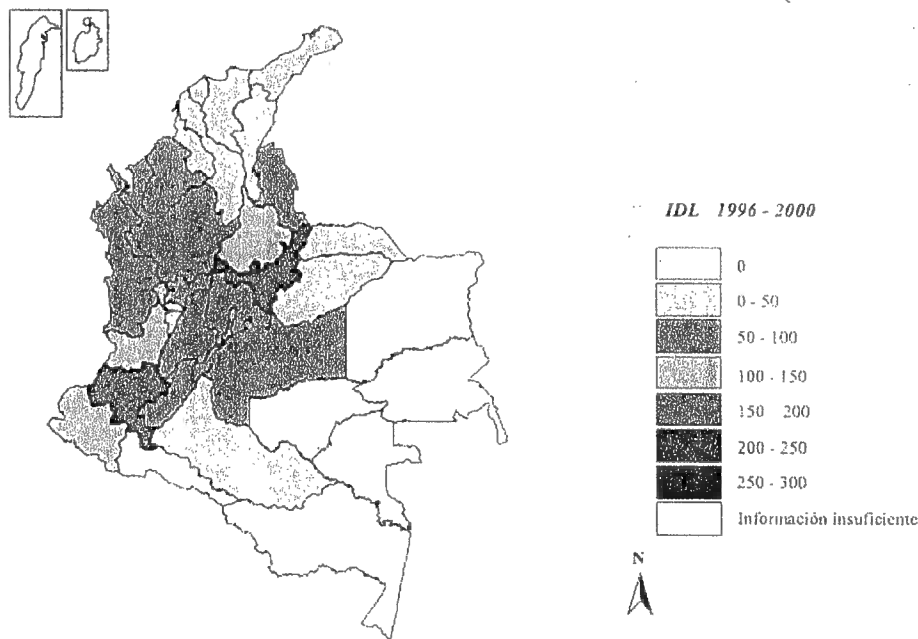 IDL 1996 - 2000
0
0 - 50
50 - 100
100 - 150
150 200
200 - 250
250 - 300
Información insuficiente
N